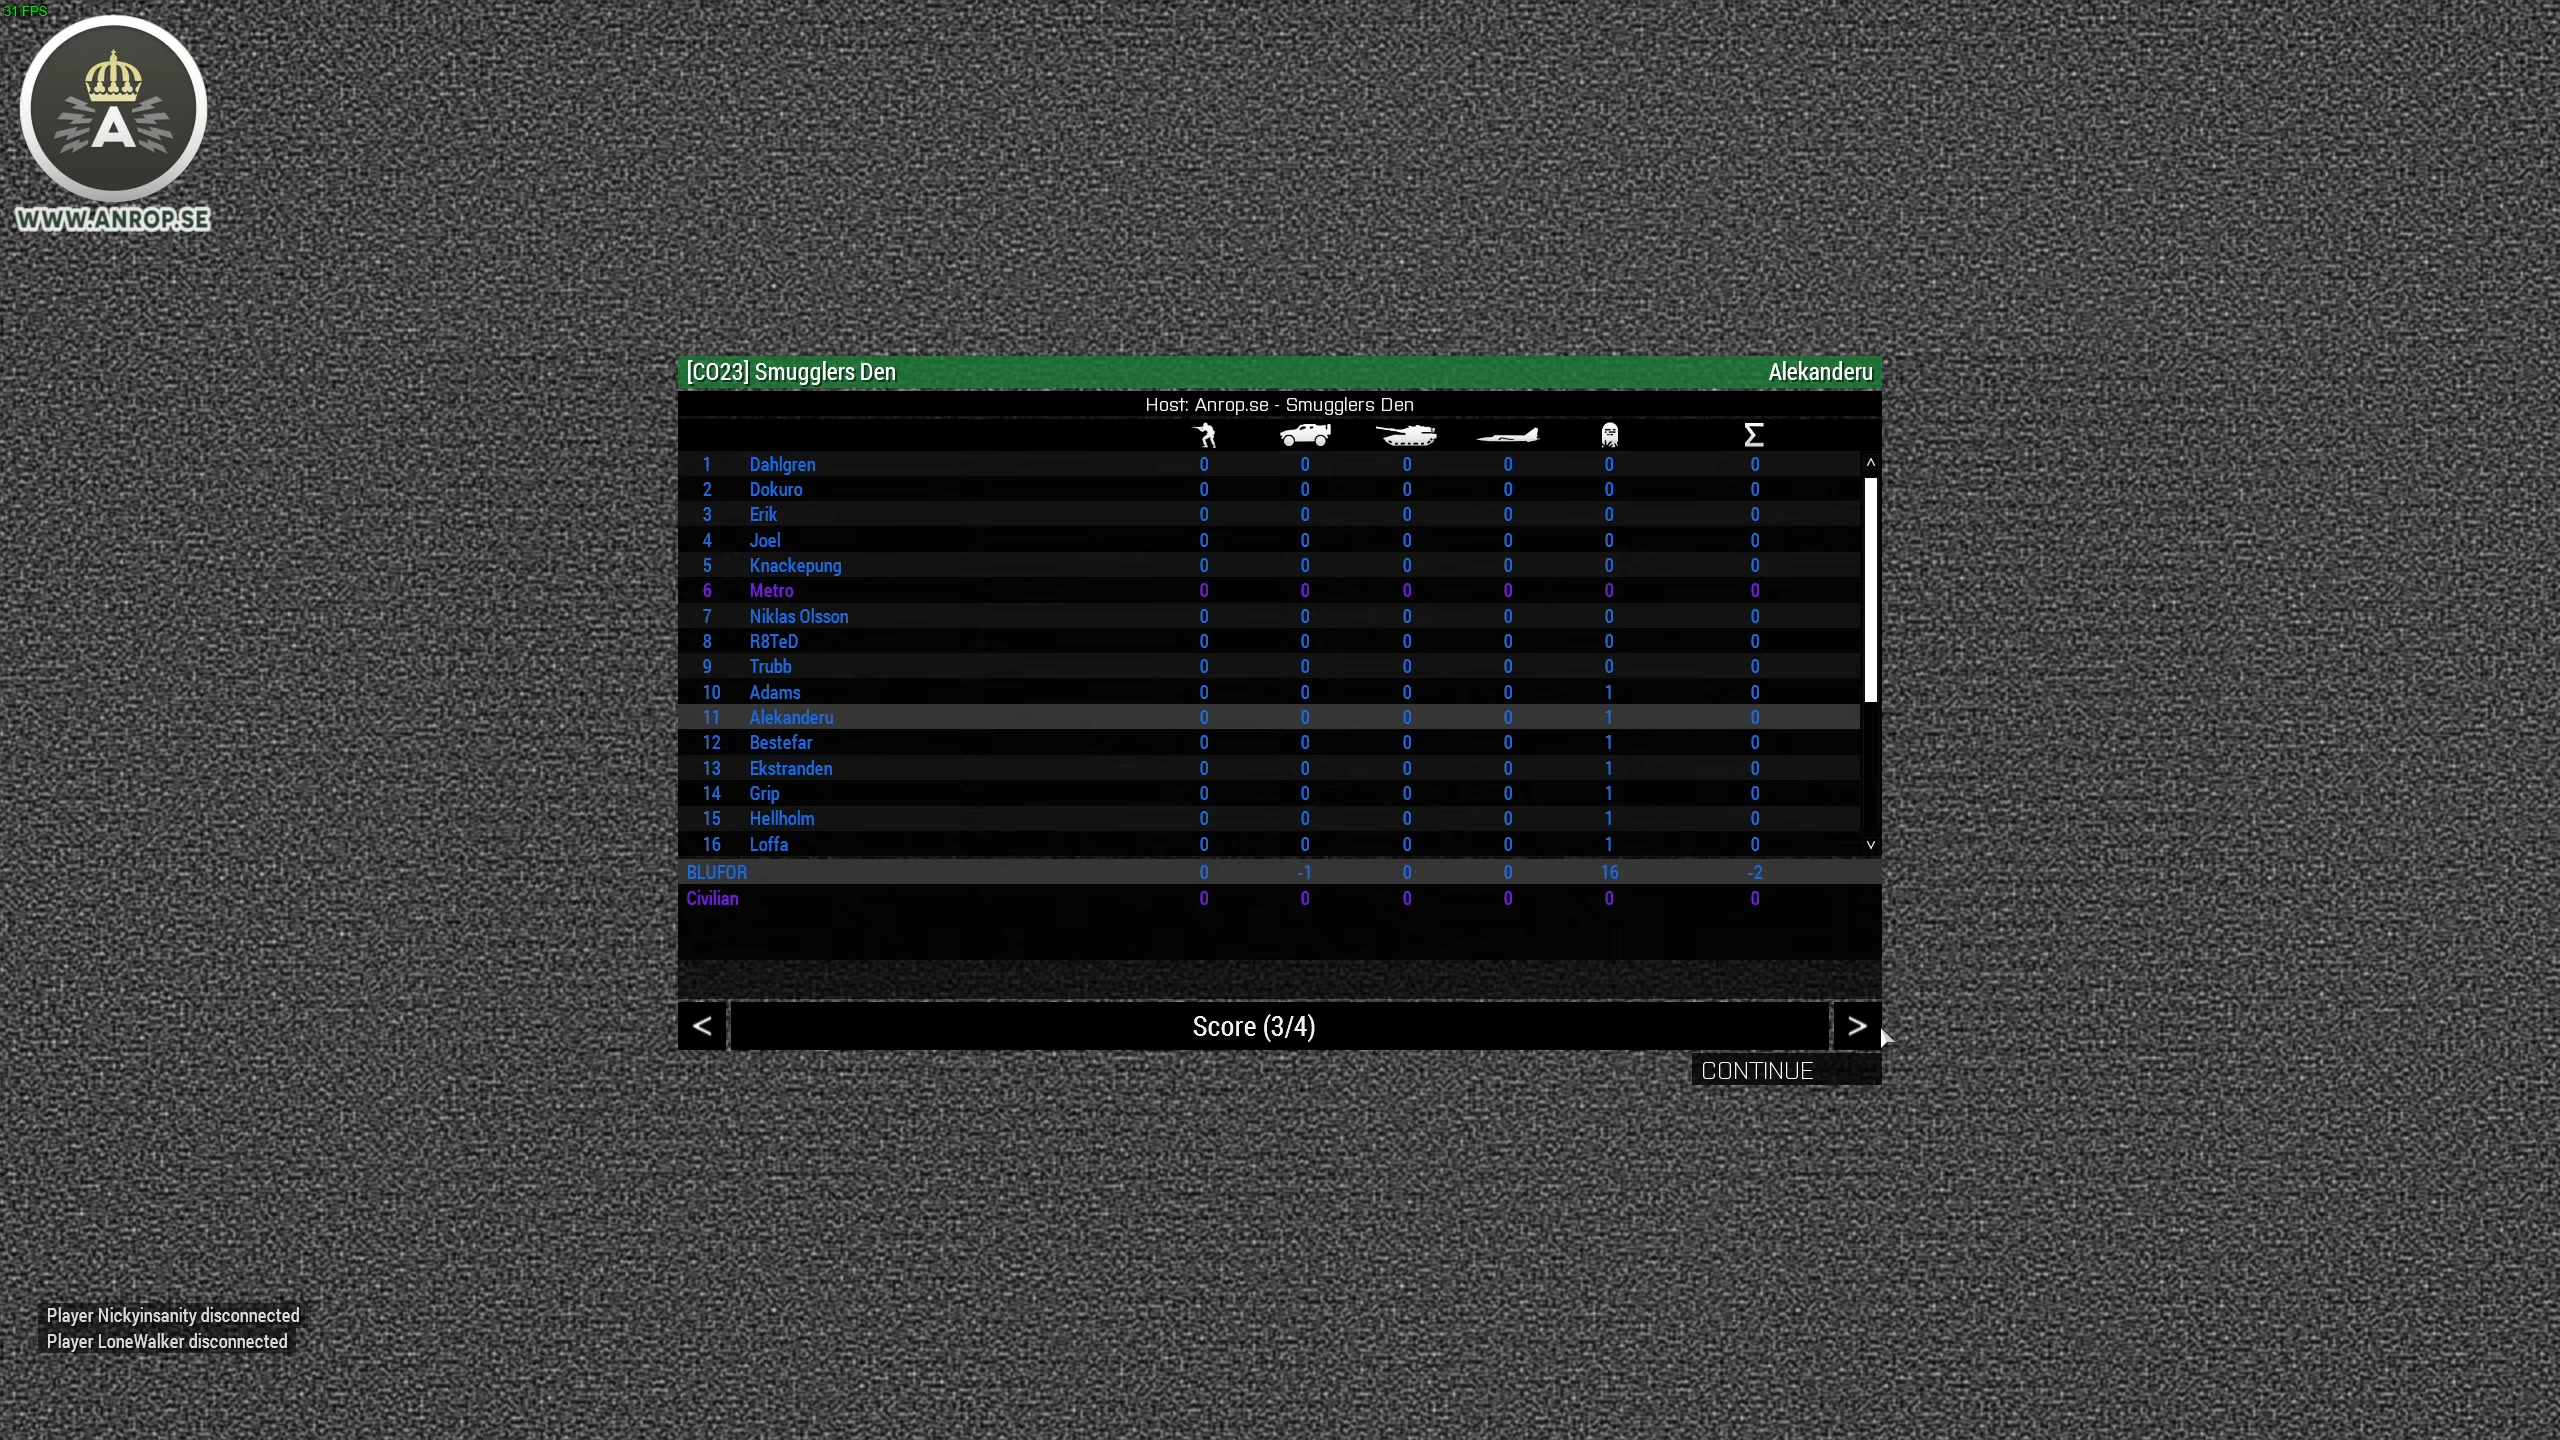 31 FPS
A
WWW.ANROP.SE
[CO23] Smugglers Den Alekanderu
Host: Anrop.se - Smugglers Den
Σ
1 Dahlgren 0 0 0 0 0 0
2 Dokuro 0 0 0 0 0 0
3 Erik 0 0 0 0 0 0
4 Joel 0 0 0 0 0 0
5 Knackepung 0 0 0 0 0 0
6 Metro 0 0 0 0 0 0
7 Niklas Olsson 0 0 0 0 0 0
8 R8TeD 0 0 0 0 0 0
9 Trubb 0 0 0 0 0 0
10 Adams 0 0 0 0 1 0
11 Alekanderu 0 0 0 0 1 0
12 Bestefar 0 0 0 0 1 0
13 Ekstranden 0 0 0 0 1 0
14 Grip 0 0 0 0 1 0
15 Hellholm 0 0 0 0 1 0
16 Loffa 0 0 0 0 1 0
BLUFOR 0 -1 0 0 16 -2
Civilian 0 0 0 0 0 0
< Score (3/4) >
CONTINUE
Player Nickyinsanity disconnected
Player LoneWalker disconnected